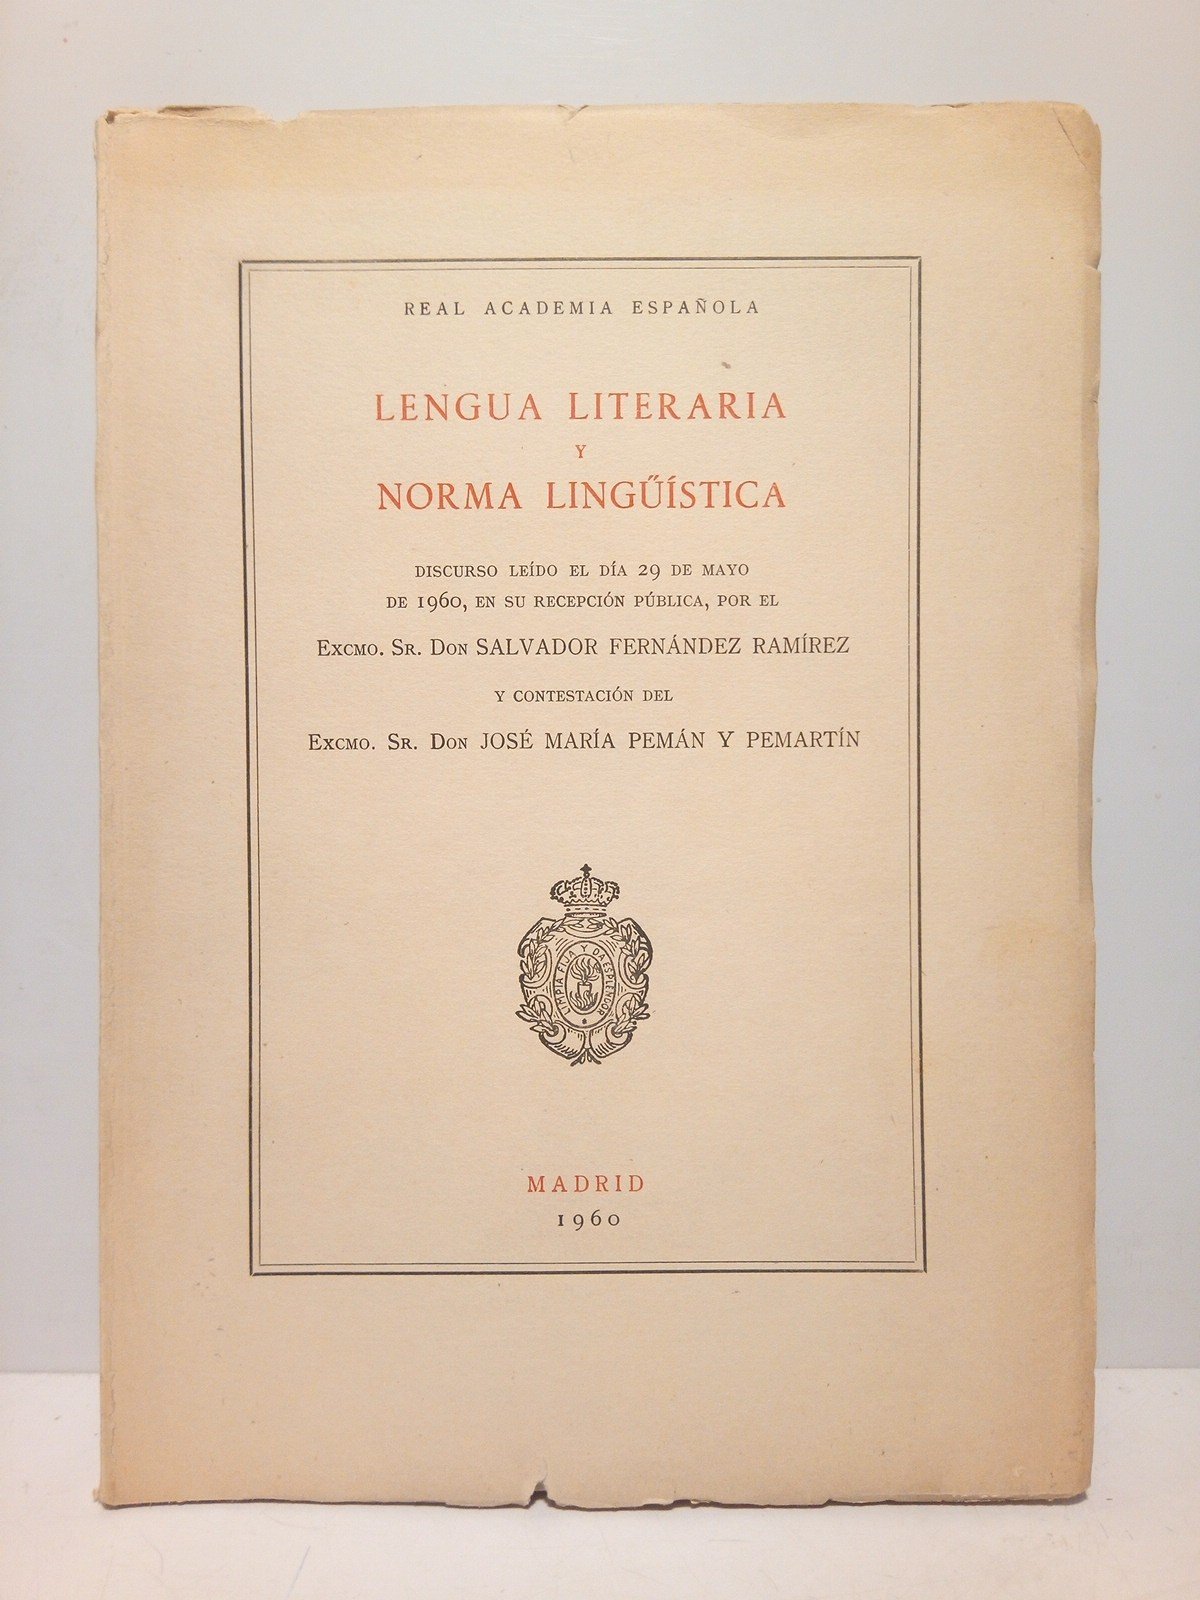 REAL ACADEMIA ESPAÑOLA
LENGUA LITERARIA
Y
NORMA LINGŰÍSTICA
DISCURSO LEÍDO EL DÍA 29 DE MAYO
DE 1960, EN SU RECEPCIÓN PÚBLICA, POR EL
EXCMO. SR. DON SALVADOR FERNÁNDEZ RAMÍREZ
Y CONTESTACIÓN DEL
EXCMO. SR. DON JOSÉ MARÍA PEMÁN Y PEMARTÍN
LIMPIA FIJA Y DA ESPLENDOR
MADRID
1960